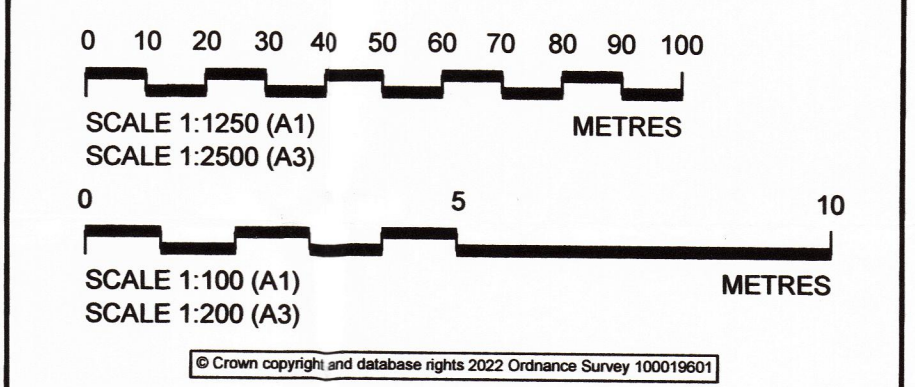 0 10 20 30 40 50 60 70 80 90 100
SCALE 1:1250 (A1) METRES
SCALE 1:2500 (A3)
0 5 10
SCALE 1:100 (A1) METRES
SCALE 1:200 (A3)
© Crown copyright and database rights 2022 Ordnance Survey 100019601